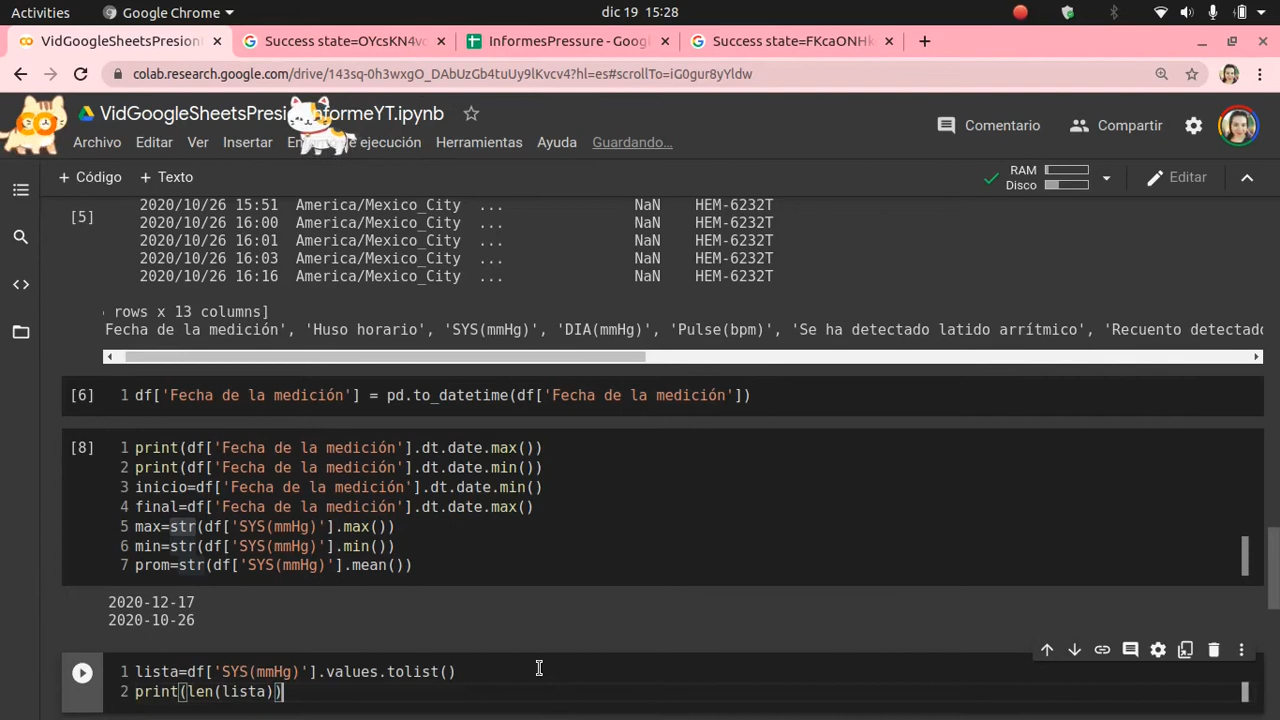 Actividades
Google Chrome
dic 19 15:28
VidGoogleSheetsPresionI
Success state=OYcsKN4v
InformesPressure - Googl
Success state=FKcaONHk
colab.research.google.com/drive/143sq-0h3wxgO_DAbUzGb4tuUy9lKvcv4?hl=es#scrollTo=iG0gur8yYldw
VidGoogleSheetsPresi nformeYT.ipynb
Archivo Editar Ver Insertar En de ejecución Herramientas Ayuda Guardando...
Comentario Compartir
+ Código + Texto
RAM
Disco
Editar
[5]
2020/10/26 15:51 America/Mexico_City ... NaN HEM-6232T
2020/10/26 16:00 America/Mexico_City ... NaN HEM-6232T
2020/10/26 16:01 America/Mexico_City ... NaN HEM-6232T
2020/10/26 16:03 America/Mexico_City ... NaN HEM-6232T
2020/10/26 16:16 America/Mexico_City ... NaN HEM-6232T
rows x 13 columns]
Fecha de la medición', 'Huso horario', 'SYS(mmHg)', 'DIA(mmHg)', 'Pulse(bpm)', 'Se ha detectado latido arrítmico', 'Recuento detectado
[6] 1 df['Fecha de la medición'] = pd.to_datetime(df['Fecha de la medición'])
[8] 1 print(df['Fecha de la medición'].dt.date.max())
2 print(df['Fecha de la medición'].dt.date.min())
3 inicio=df['Fecha de la medición'].dt.date.min()
4 final=df['Fecha de la medición'].dt.date.max()
5 max=str(df['SYS(mmHg)'].max())
6 min=str(df['SYS(mmHg)'].min())
7 prom=str(df['SYS(mmHg)'].mean())
2020-12-17
2020-10-26
1 lista=df['SYS(mmHg)'].values.tolist()
2 print(len(lista))